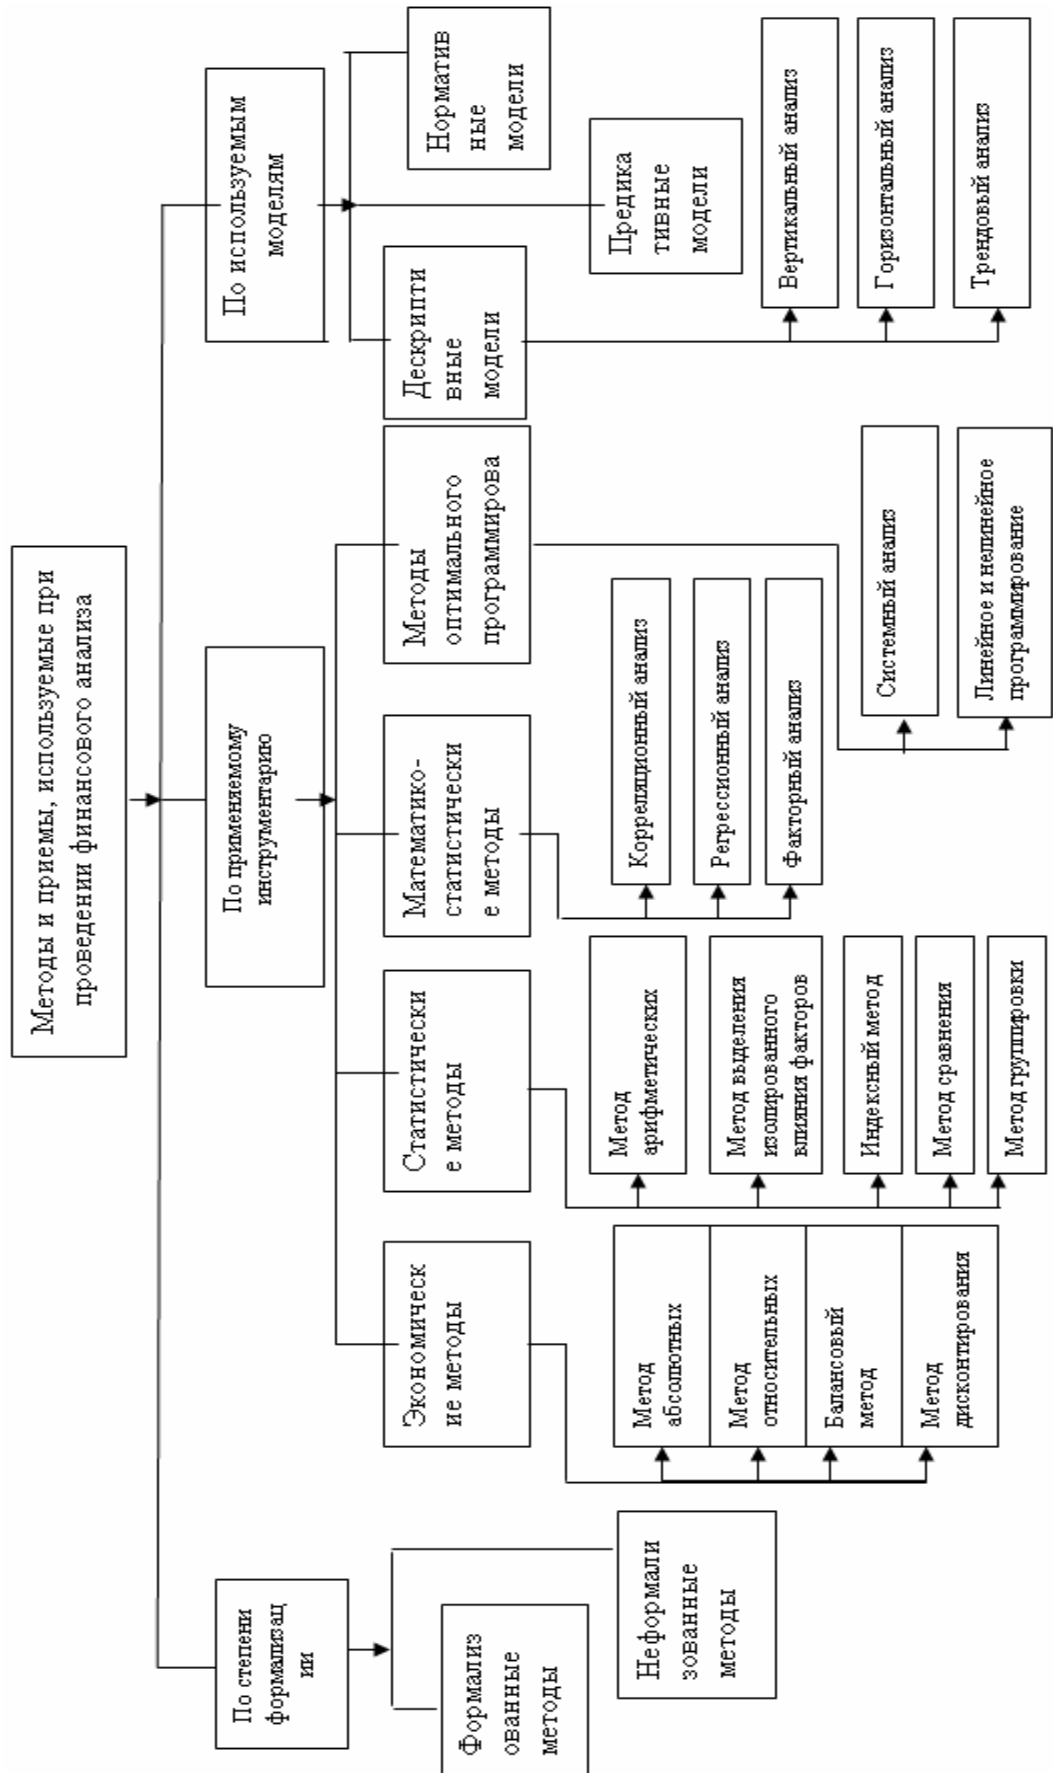 Методы и приемы, используемые при
проведении финансового анализа
По степени
формализац
ии
По применяемому
инструментарию
По используемым
моделям
Формализ
ованные
методы
Неформали
зованные
методы
Экономическ
ие методы
Статистически
е методы
Математико-
статистически
е методы
Методы
оптимального
программирова
Дескрипти
вные
модели
Предика
тивные
модели
Норматив
ные
модели
Метод
абсолютных
Метод
относительных
Балансовый
метод
Метод
дисконтирования
Метод
арифметических
Метод выделения
изолированного
влияния факторов
Индексный метод
Метод сравнения
Метод группировки
Корреляционный анализ
Регрессионный анализ
Факторный анализ
Системный анализ
Линейное и нелинейное
программирование
Вертикальный анализ
Горизонтальный анализ
Трендовый анализ